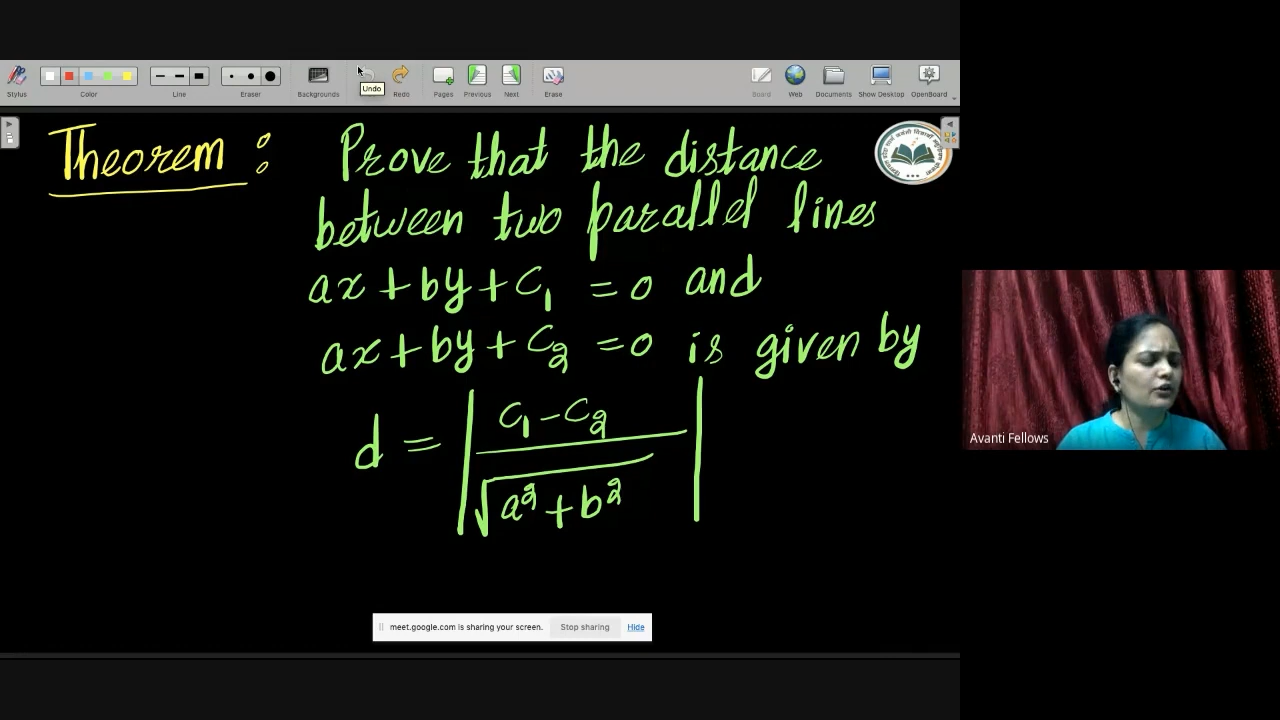 Undo
Stylus Color Line Eraser Backgrounds Redo Pages Previous Next Erase Board Web Documents Show Desktop OpenBoard
Theorem : Prove that the distance
between two parallel lines
ax + by + C₁ = 0 and
ax + by + C₂ = 0 is given by
d = | C₁ - C₂ / √a² + b² |
Avanti Fellows
meet.google.com is sharing your screen. Stop sharing Hide